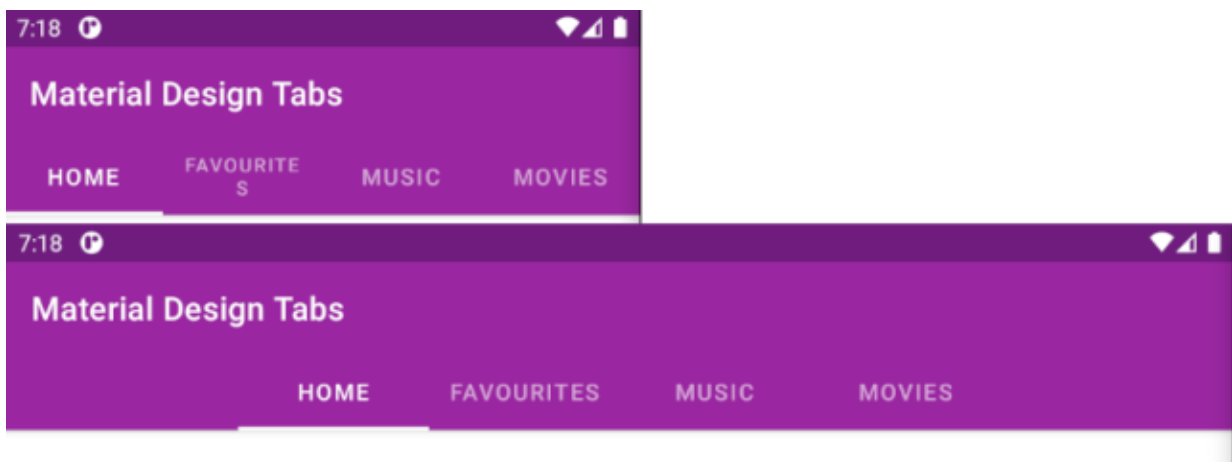 7:18
Material Design Tabs
HOME FAVOURITE MUSIC MOVIES
S
7:18
Material Design Tabs
HOME FAVOURITES MUSIC MOVIES